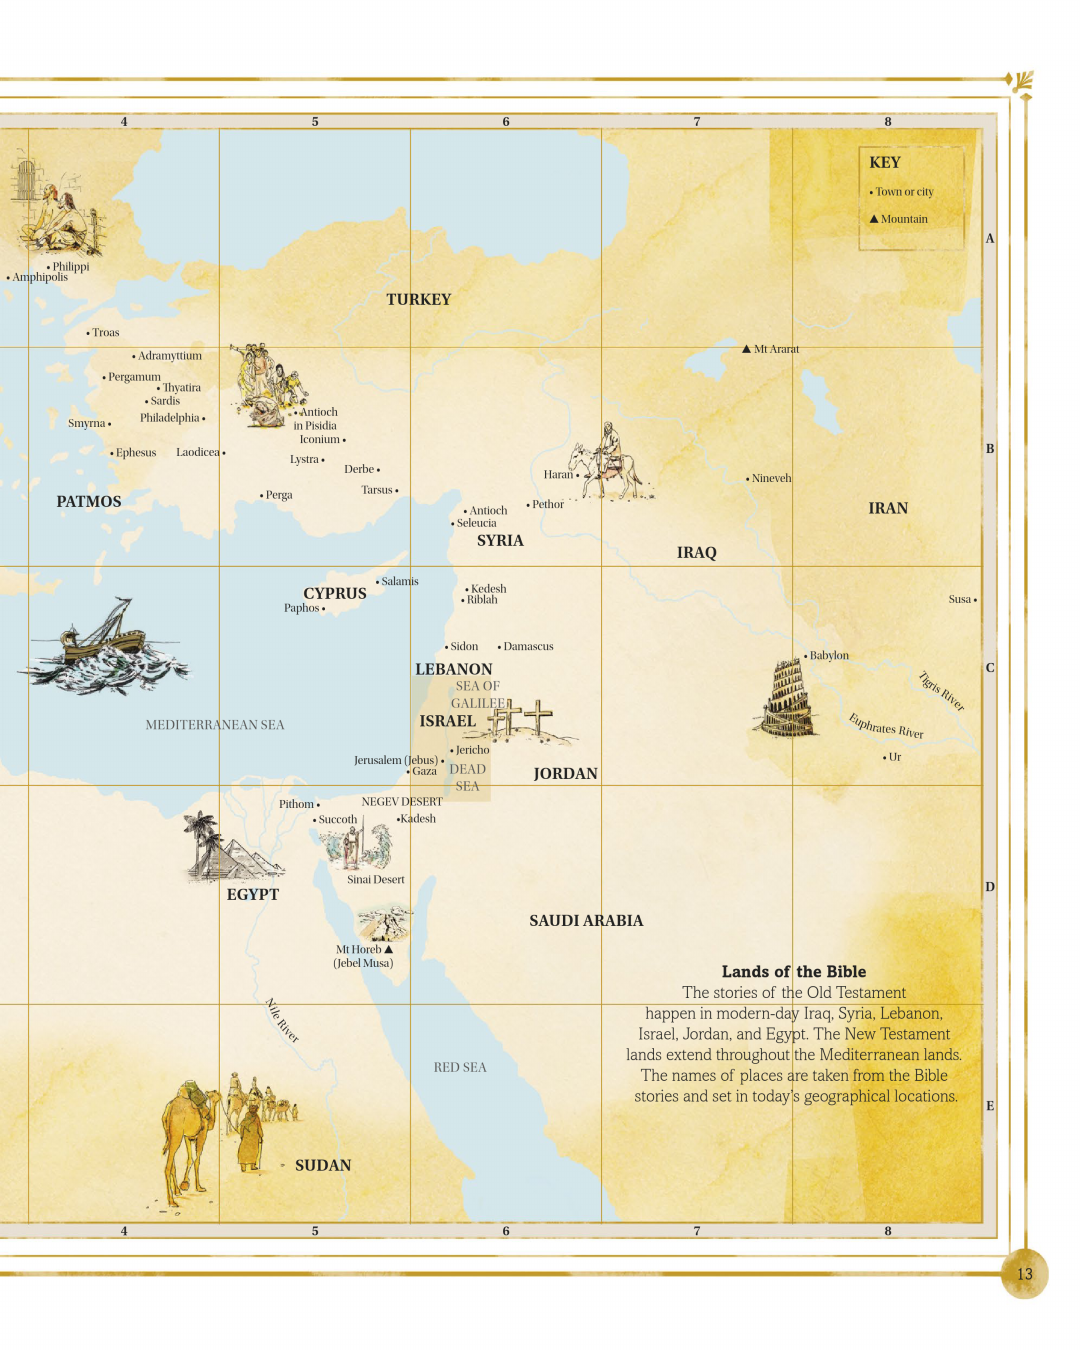 4 5 6 7 8
KEY
• Town or city
▲ Mountain
A
• Philippi
• Amphipolis
TURKEY
• Troas
▲ Mt Ararat
• Adramyttium
• Pergamum
• Thyatira
• Sardis
Philadelphia •
Smyrna •
• Antioch
in Pisidia
Iconium •
B
• Ephesus
Laodicea •
Lystra •
Derbe •
Haran •
• Nineveh
Tarsus •
• Perga
PATMOS
• Pethor
• Antioch
• Seleucia
IRAN
SYRIA
IRAQ
• Salamis
CYPRUS
Paphos •
• Kedesh
• Riblah
Susa •
• Sidon
• Damascus
• Babylon
LEBANON
C
SEA OF
GALILEE
Tigris River
ISRAEL
MEDITERRANEAN SEA
Euphrates River
• Jericho
Jerusalem (Jebus) •
• Gaza
DEAD
SEA
JORDAN
• Ur
Pithom •
NEGEV DESERT
• Succoth
•Kadesh
Sinai Desert
EGYPT
D
SAUDI ARABIA
Mt Horeb ▲
(Jebel Musa)
Lands of the Bible
The stories of the Old Testament
happen in modern-day Iraq, Syria, Lebanon,
Israel, Jordan, and Egypt. The New Testament
lands extend throughout the Mediterranean lands.
The names of places are taken from the Bible
stories and set in today's geographical locations.
Nile River
RED SEA
E
SUDAN
4 5 6 7 8
13